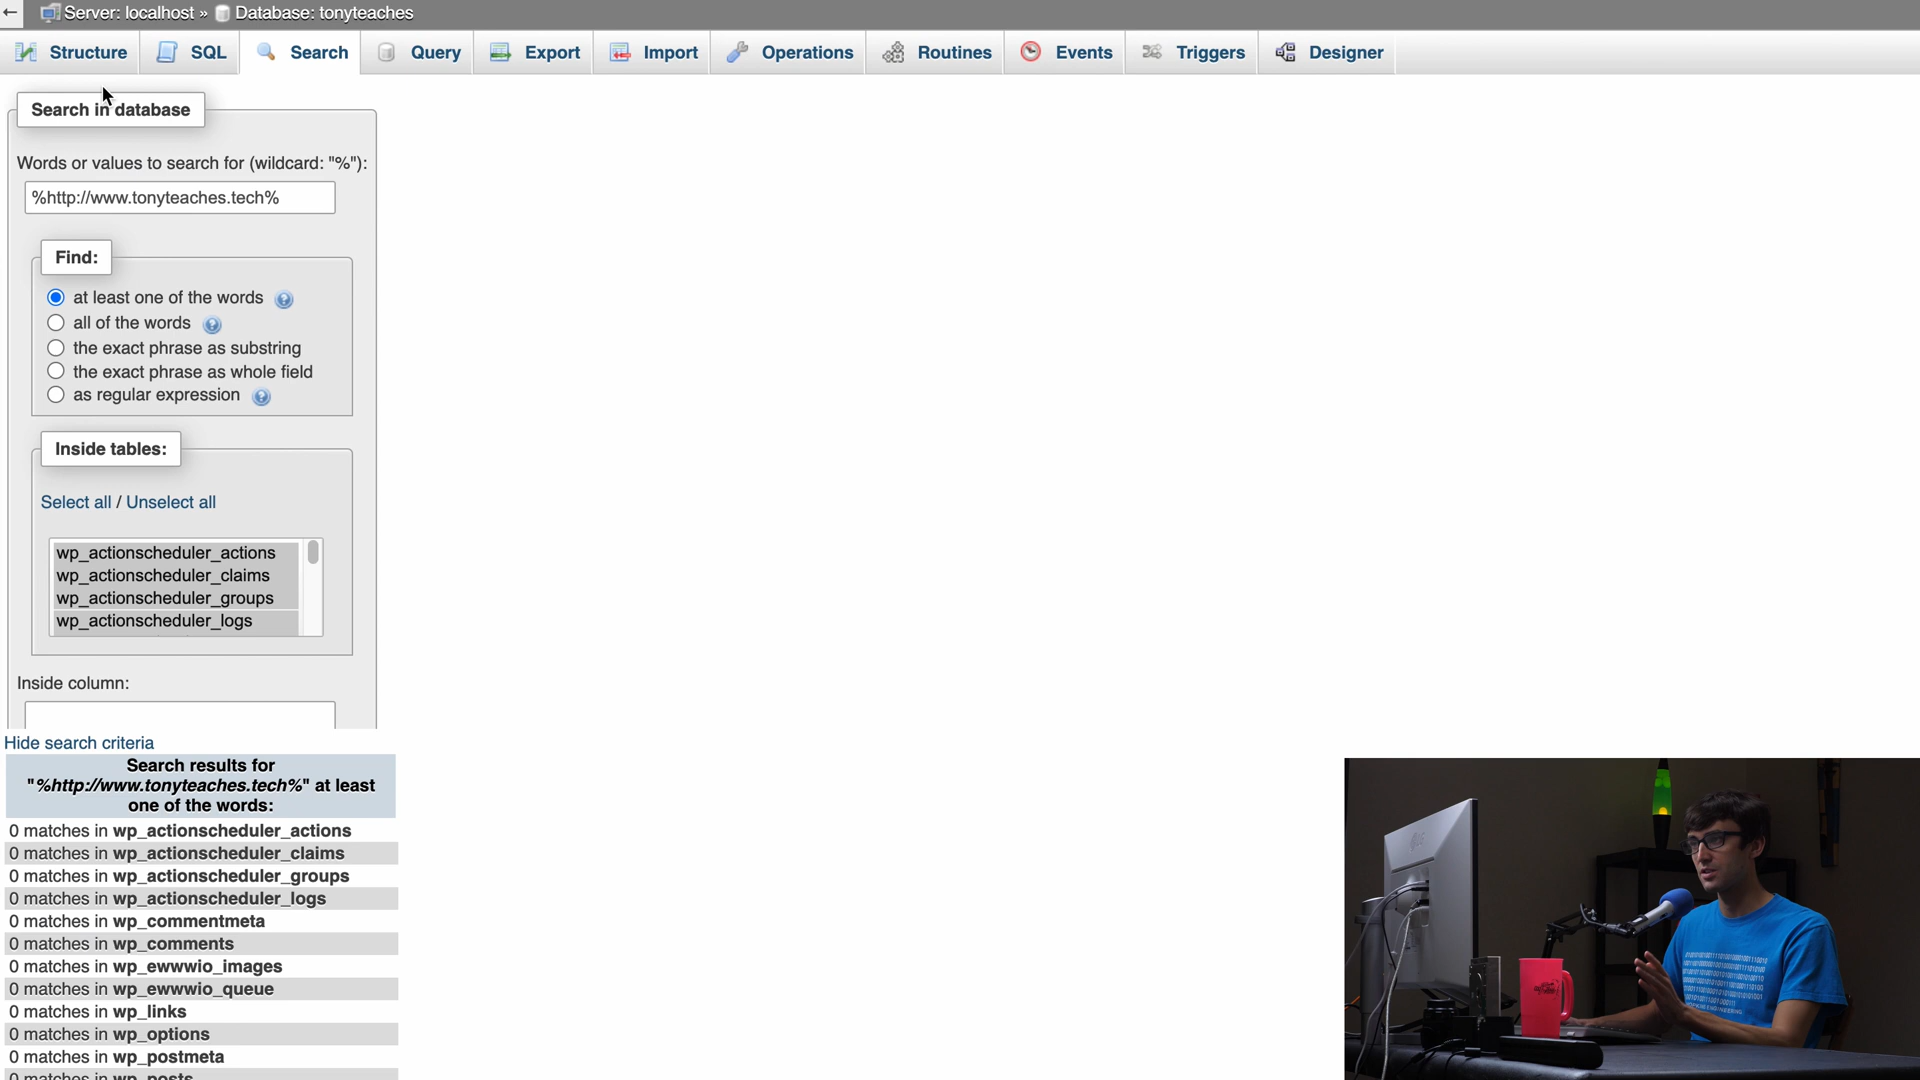 ← Server: localhost » Database: tonyteaches
Structure SQL Search Query Export Import Operations Routines Events Triggers Designer
Search in database
Words or values to search for (wildcard: "%"):
%http://www.tonyteaches.tech%
Find:
at least one of the words
all of the words
the exact phrase as substring
the exact phrase as whole field
as regular expression
Inside tables:
Select all / Unselect all
wp_actionscheduler_actions
wp_actionscheduler_claims
wp_actionscheduler_groups
wp_actionscheduler_logs
Inside column:
Hide search criteria
Search results for
"%http://www.tonyteaches.tech%" at least
one of the words:
0 matches in wp_actionscheduler_actions
0 matches in wp_actionscheduler_claims
0 matches in wp_actionscheduler_groups
0 matches in wp_actionscheduler_logs
0 matches in wp_commentmeta
0 matches in wp_comments
0 matches in wp_ewwwio_images
0 matches in wp_ewwwio_queue
0 matches in wp_links
0 matches in wp_options
0 matches in wp_postmeta
0 matches in wp_posts